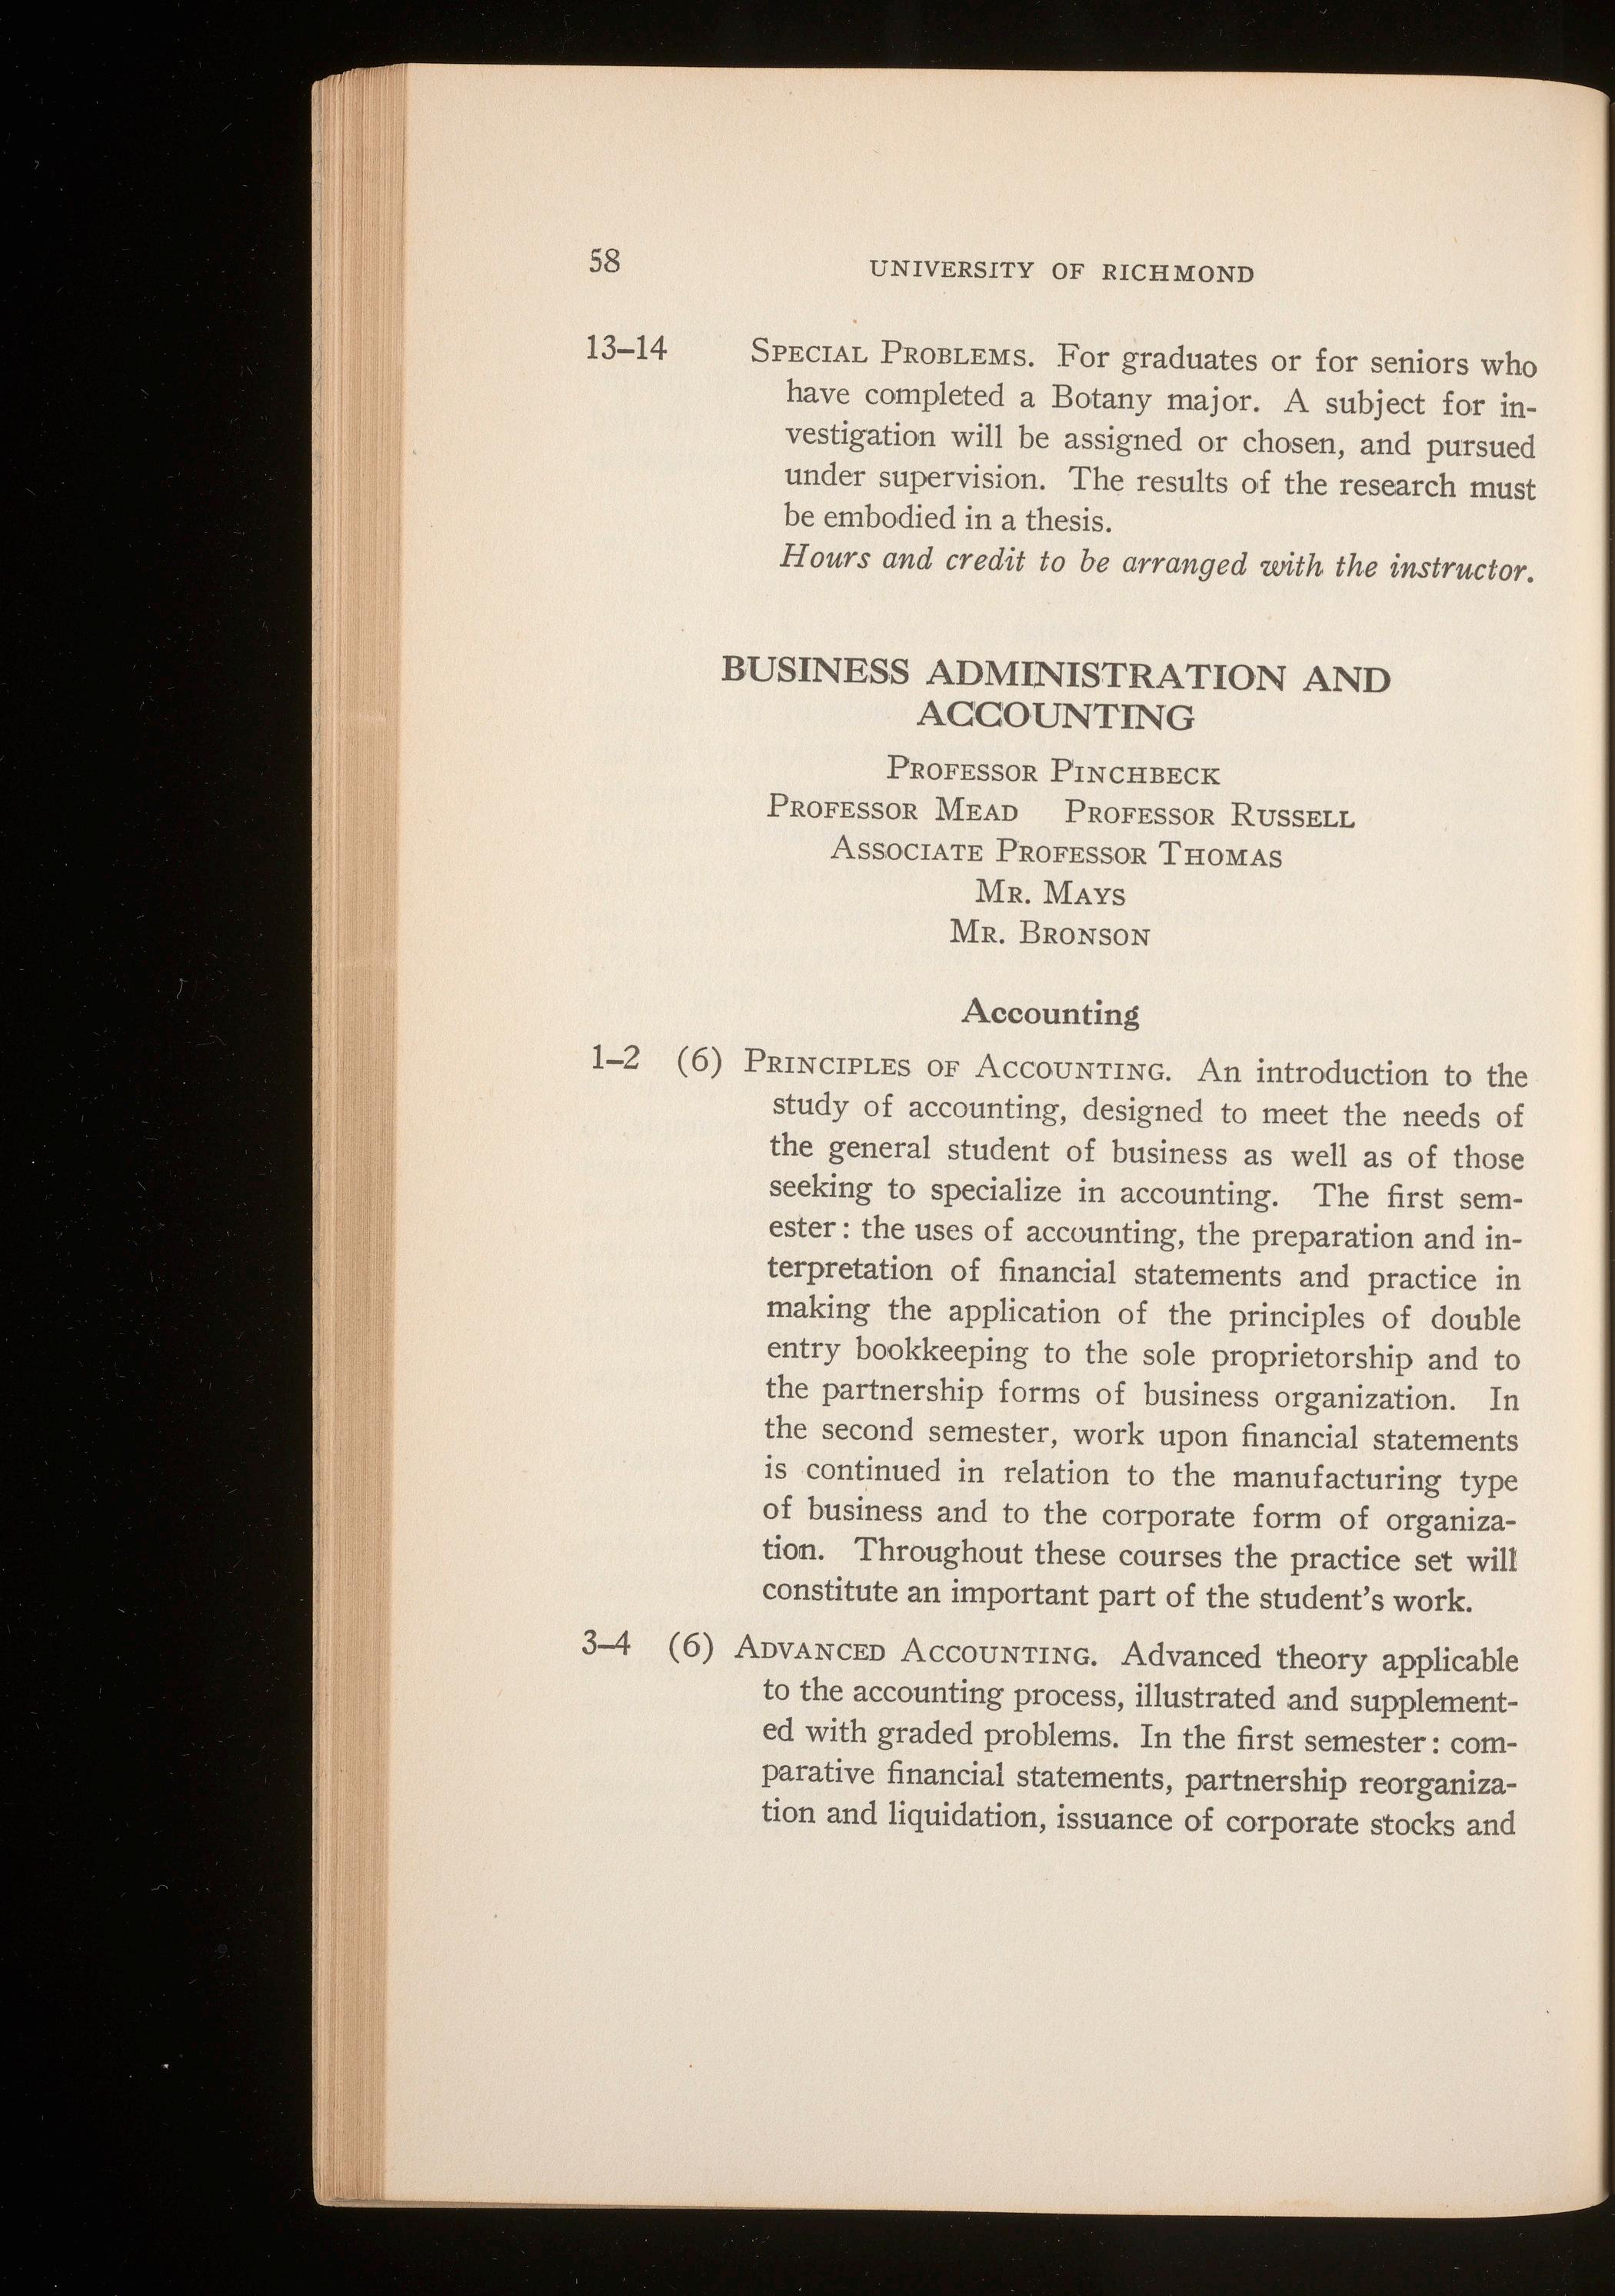 58
UNIVERSITY OF RICHMOND
13–14 SPECIAL PROBLEMS. For graduates or for seniors who
have completed a Botany major. A subject for in-
vestigation will be assigned or chosen, and pursued
under supervision. The results of the research must
be embodied in a thesis.
Hours and credit to be arranged with the instructor.
BUSINESS ADMINISTRATION AND
ACCOUNTING
PROFESSOR PINCHBECK
PROFESSOR MEAD PROFESSOR RUSSELL
ASSOCIATE PROFESSOR THOMAS
MR. MAYS
MR. BRONSON
Accounting
1–2 (6) PRINCIPLES OF ACCOUNTING. An introduction to the
study of accounting, designed to meet the needs of
the general student of business as well as of those
seeking to specialize in accounting. The first sem-
ester: the uses of accounting, the preparation and in-
terpretation of financial statements and practice in
making the application of the principles of double
entry bookkeeping to the sole proprietorship and to
the partnership forms of business organization. In
the second semester, work upon financial statements
is continued in relation to the manufacturing type
of business and to the corporate form of organiza-
tion. Throughout these courses the practice set will
constitute an important part of the student's work.
3–4 (6) ADVANCED ACCOUNTING. Advanced theory applicable
to the accounting process, illustrated and supplement-
ed with graded problems. In the first semester: com-
parative financial statements, partnership reorganiza-
tion and liquidation, issuance of corporate stocks and